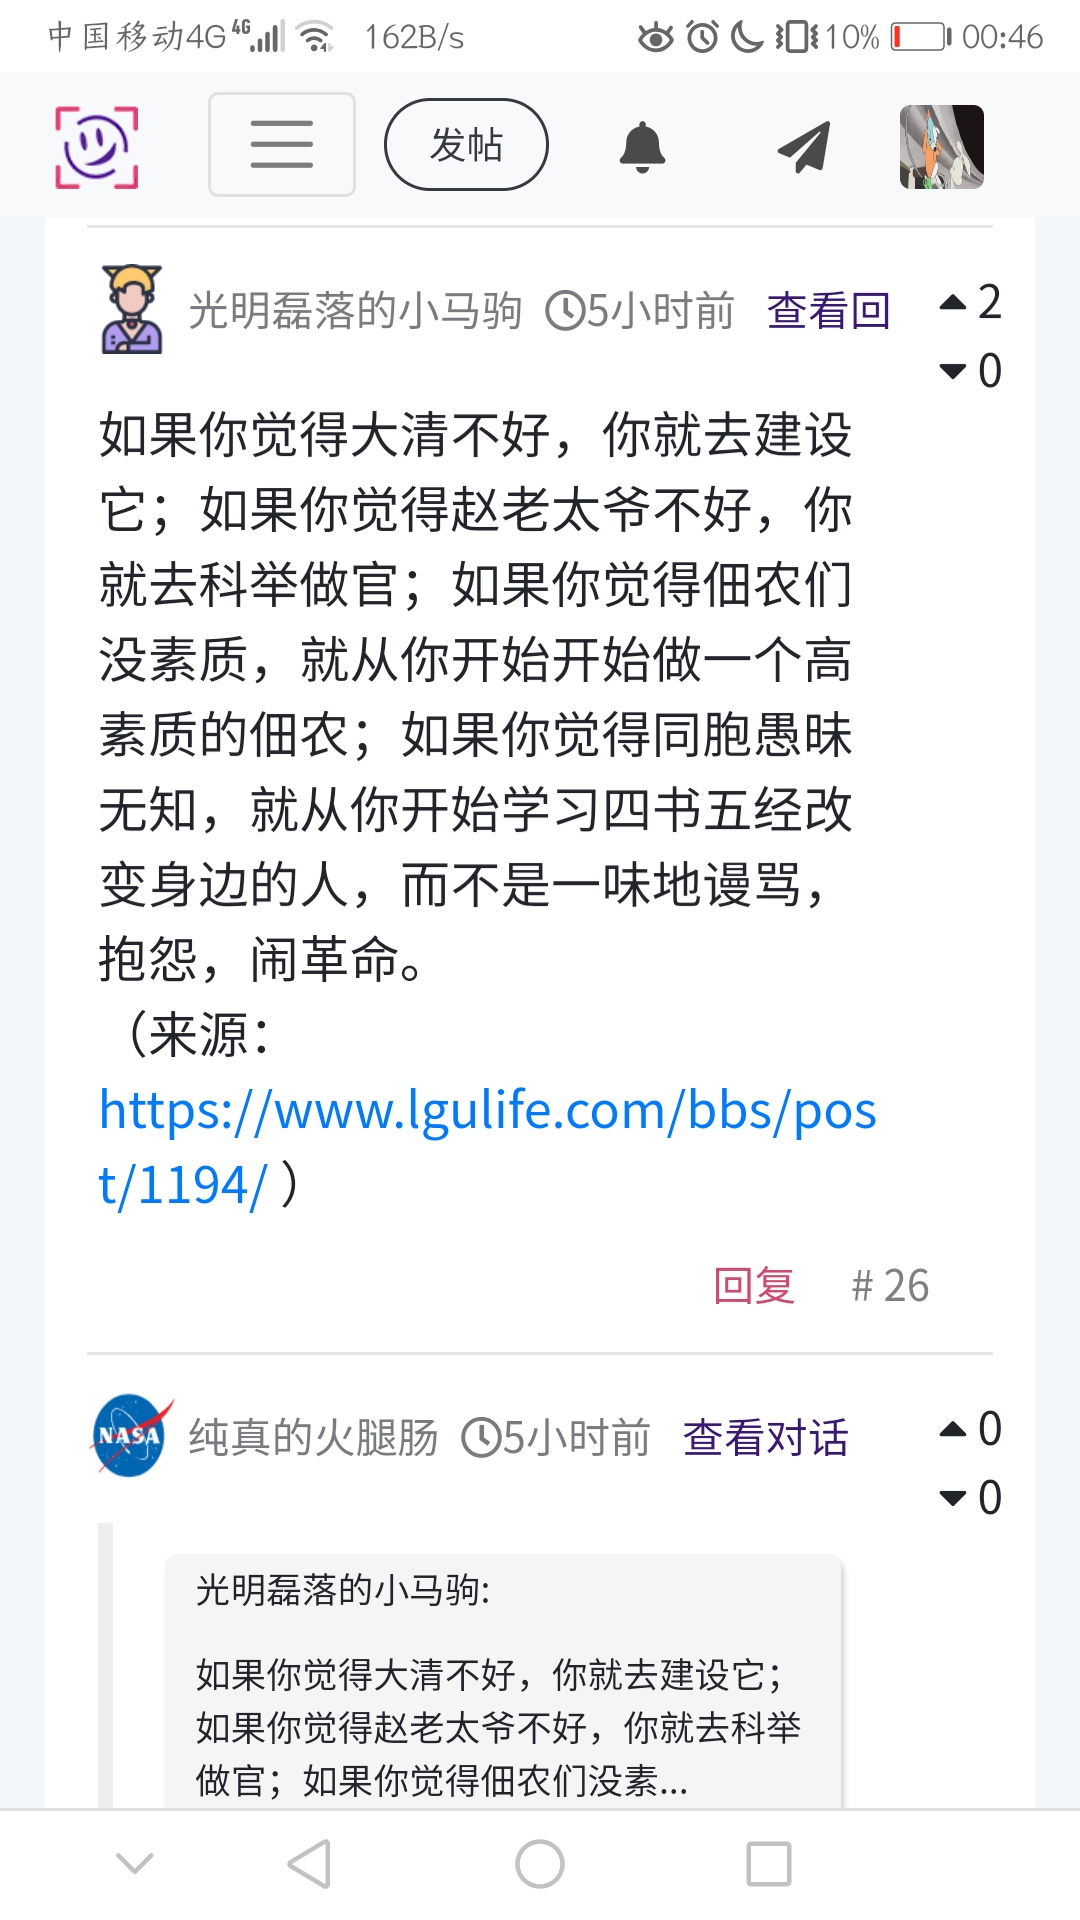 中国移动4G 4G 162B/s 10% 00:46
发帖
光明磊落的小马驹 5小时前 查看回 2
0
如果你觉得大清不好，你就去建设
它；如果你觉得赵老太爷不好，你
就去科举做官；如果你觉得佃农们
没素质，就从你开始开始做一个高
素质的佃农；如果你觉得同胞愚昧
无知，就从你开始学习四书五经改
变身边的人，而不是一味地谩骂，
抱怨，闹革命。
（来源：
https://www.lgulife.com/bbs/pos
t/1194/ ）
回复 # 26
NASA 纯真的火腿肠 5小时前 查看对话 0
0
光明磊落的小马驹:
如果你觉得大清不好，你就去建设它；
如果你觉得赵老太爷不好，你就去科举
做官；如果你觉得佃农们没素...